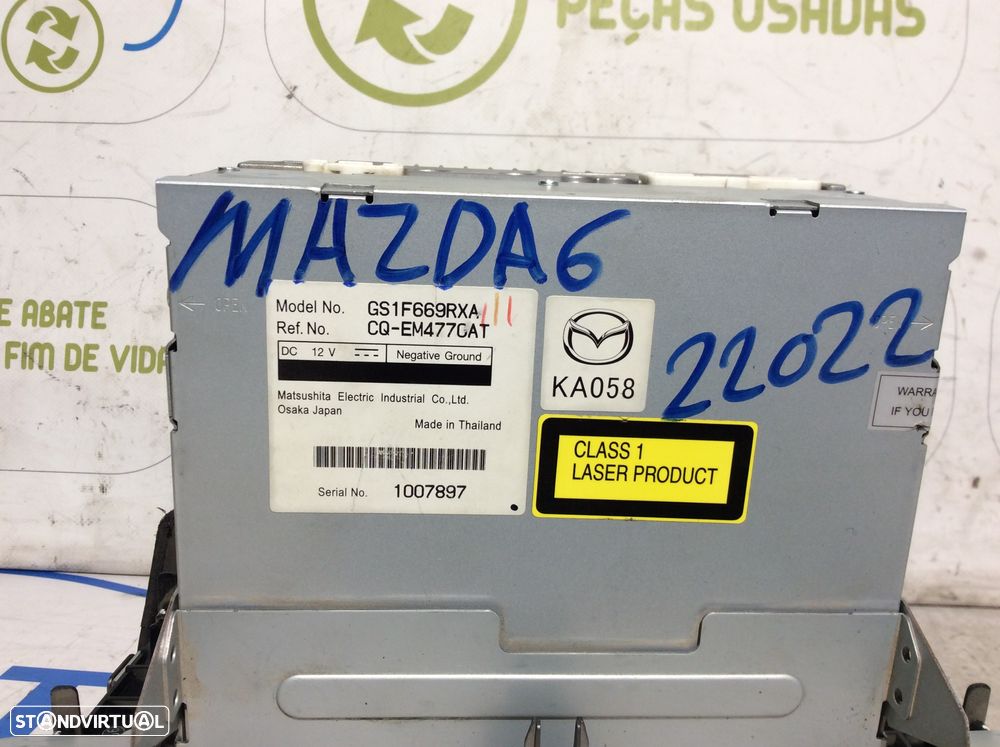 PEÇAS USADAS
E ABATE
FIM DE VIDA
MAZDA6
OPEN
Model No. GS1F669RXA
Ref.No. CQ-EM4770AT
DC 12 V Negative Ground
Matsushita Electric Industrial Co.,Ltd.
Osaka Japan
Made in Thailand
Serial No. 1007897
KA058
22022
CLASS 1
LASER PRODUCT
IF YOU
STANDVIRTUAL